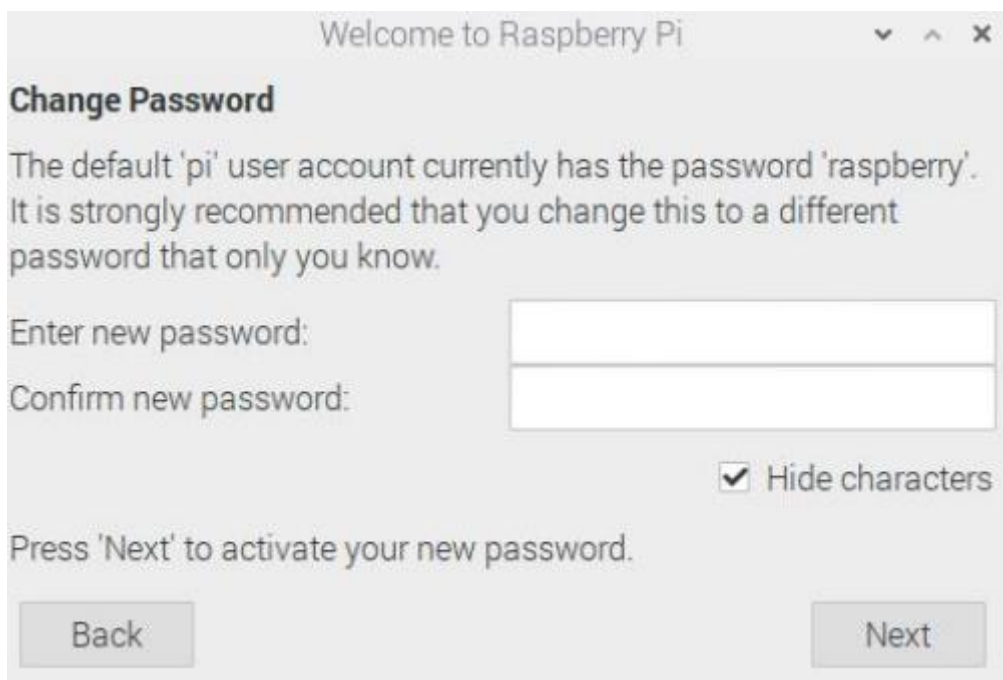 Welcome to Raspberry Pi
Change Password
The default 'pi' user account currently has the password 'raspberry'.
It is strongly recommended that you change this to a different
password that only you know.
Enter new password:
Confirm new password:
Hide characters
Press 'Next' to activate your new password.
Back
Next